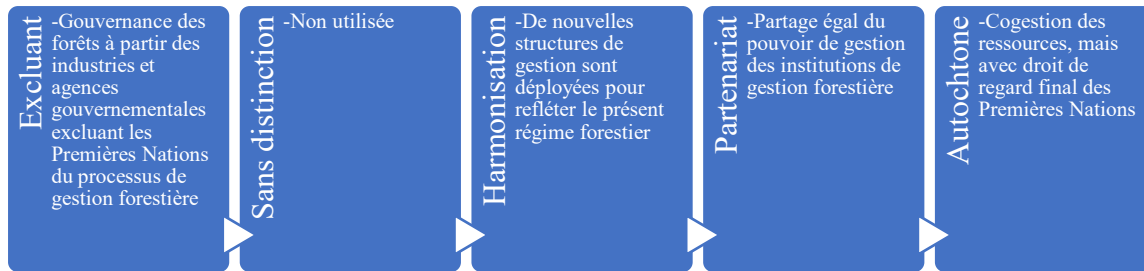 Excluant
-Gouvernance des
forêts à partir des
industries et
agences
gouvernementales
excluant les
Premières Nations
du processus de
gestion forestière
Sans distinction
-Non utilisée
Harmonisation
-De nouvelles
structures de
gestion sont
déployées pour
refléter le présent
régime forestier
Partenariat
-Partage égal du
pouvoir de gestion
des institutions de
gestion forestière
Autochtone
-Cogestion des
ressources, mais
avec droit de
regard final des
Premières Nations